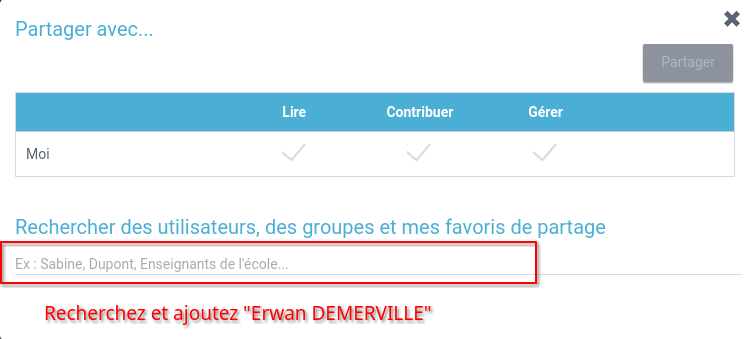 Partager avec...
Partager
Lire Contribuer Gérer
Moi
Rechercher des utilisateurs, des groupes et mes favoris de partage
Ex : Sabine, Dupont, Enseignants de l'école...
Recherchez et ajoutez "Erwan DEMERVILLE"